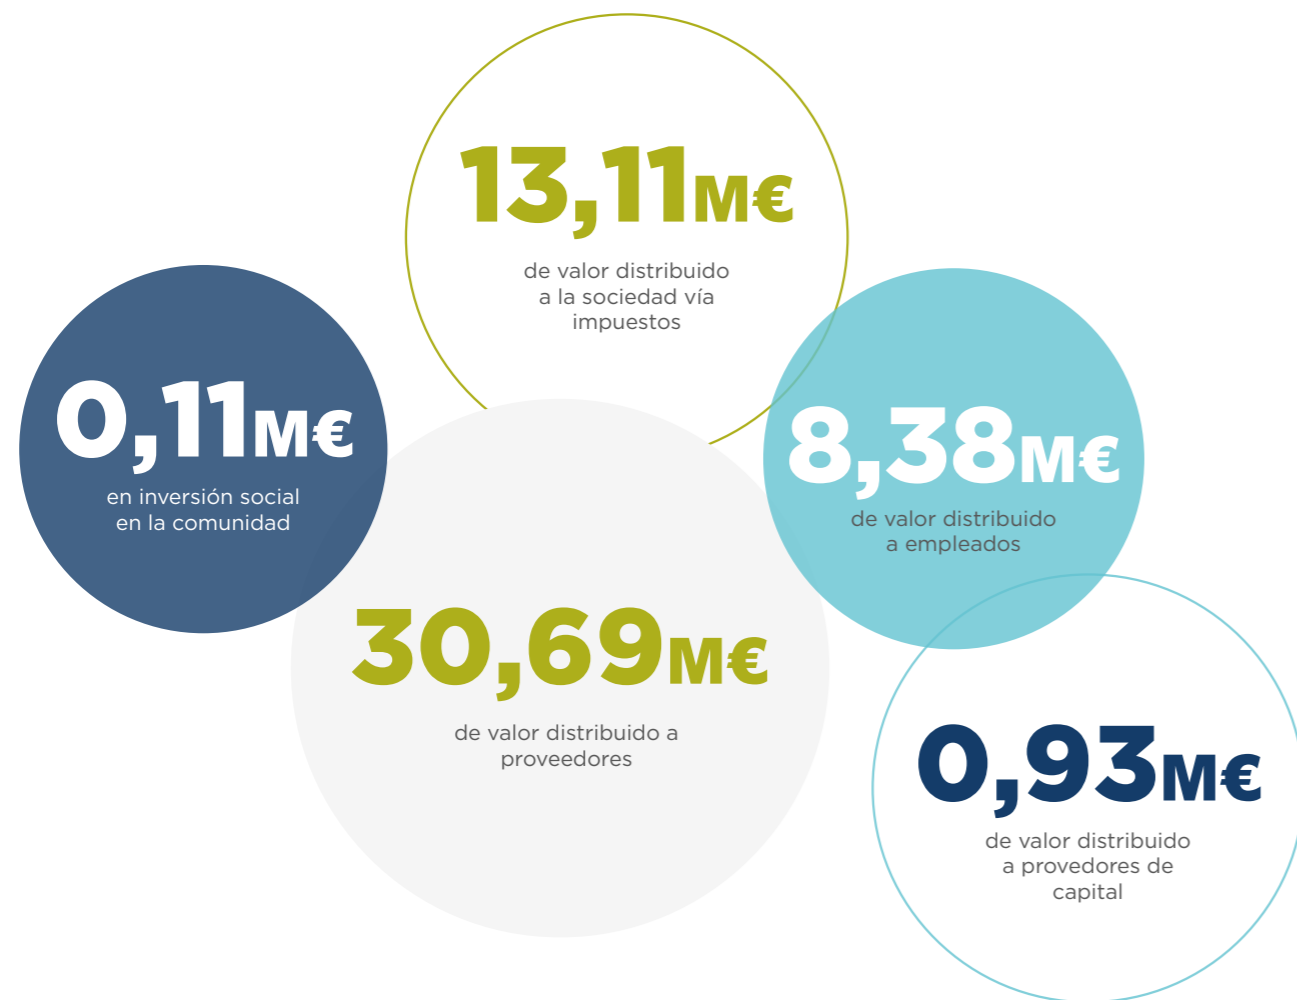 13,11M€
de valor distribuido
a la sociedad vía
impuestos
0,11M€
en inversión social
en la comunidad
8,38M€
de valor distribuido
a empleados
30,69M€
de valor distribuido a
proveedores
0,93M€
de valor distribuido
a provedores de
capital